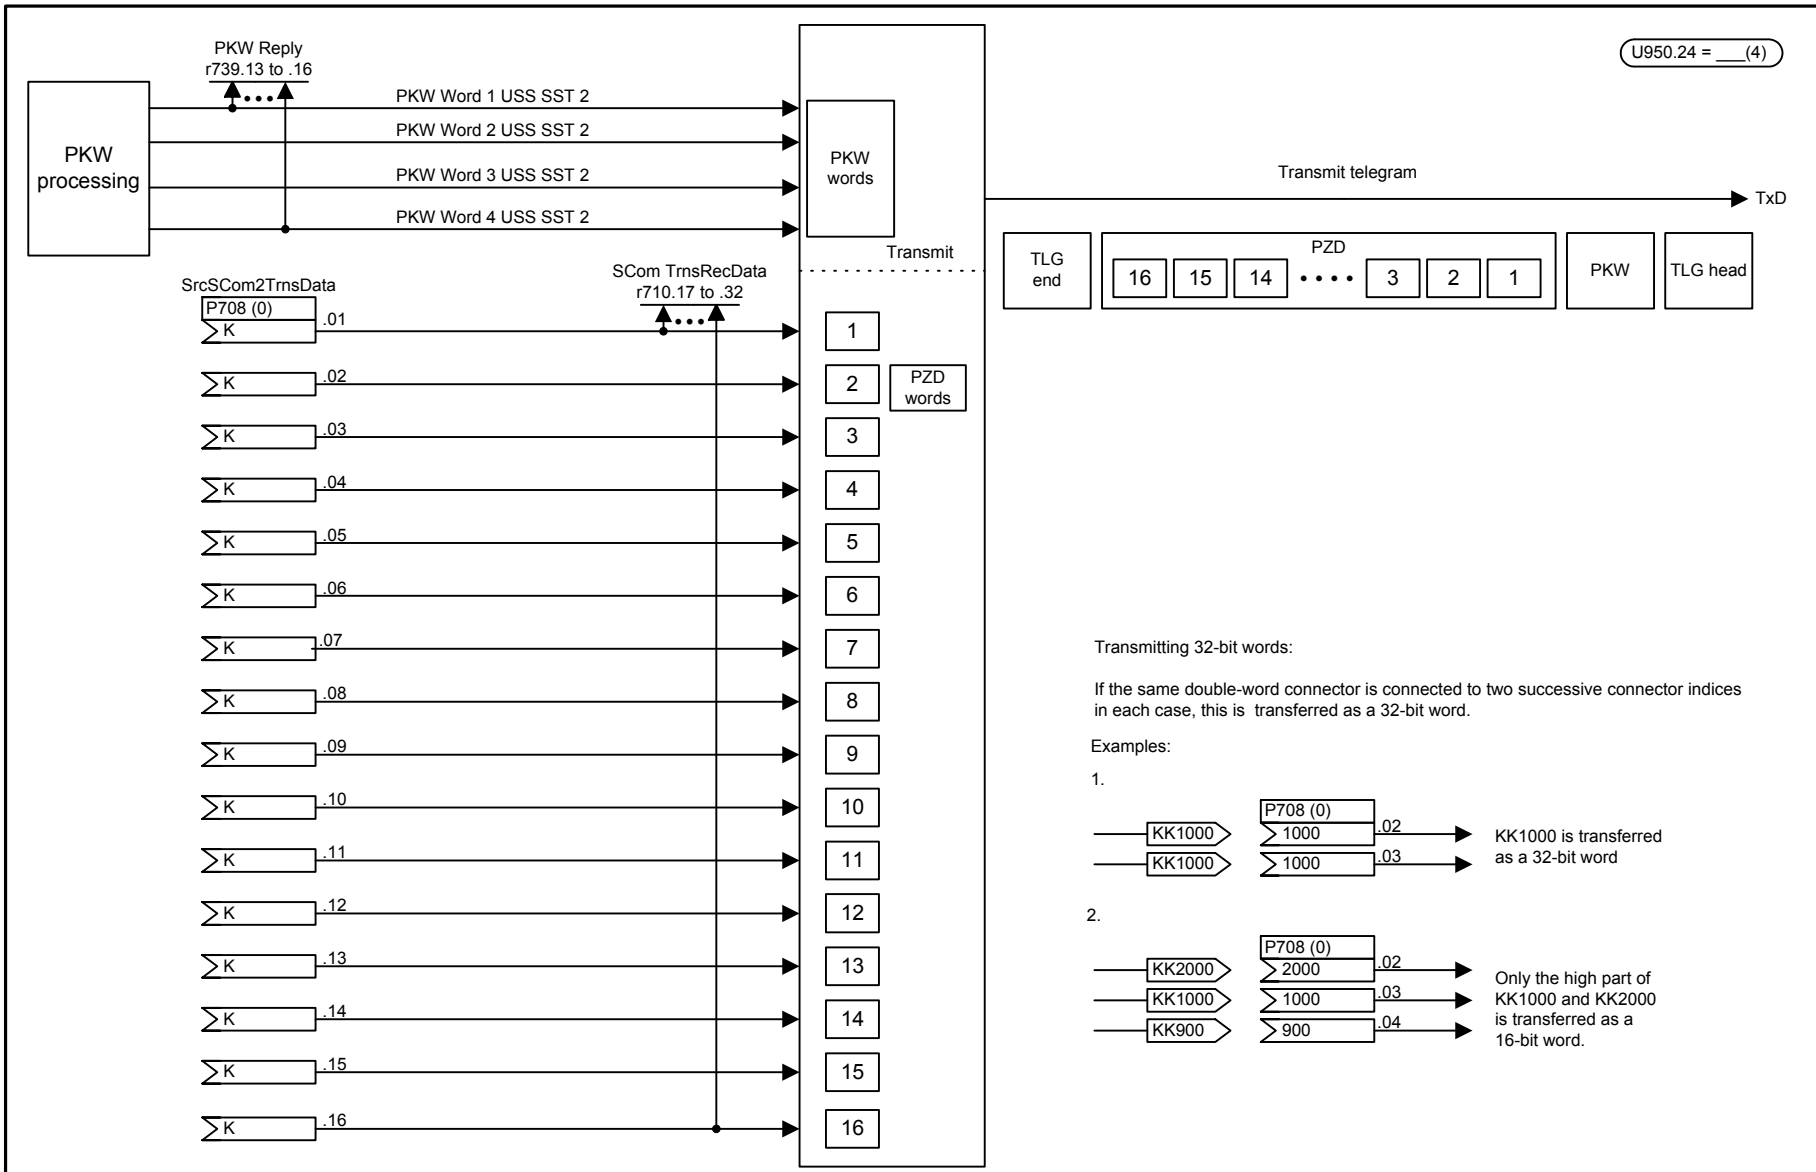 PKW Reply
r739.13 to .16
U950.24 = ___(4)
PKW
processing
PKW Word 1 USS SST 2
PKW Word 2 USS SST 2
PKW Word 3 USS SST 2
PKW Word 4 USS SST 2
PKW
words
Transmit
Transmit telegram
TxD
TLG
end
PZD
16 15 14 •••• 3 2 1
PKW
TLG head
SrcSCom2TrnsData
P708 (0)
SCom TrnsRecData
r710.17 to .32
K .01 1
K .02 2
PZD
words
K .03 3
K .04 4
K .05 5
K .06 6
K .07 7
K .08 8
K .09 9
K .10 10
K .11 11
K .12 12
K .13 13
K .14 14
K .15 15
K .16 16
Transmitting 32-bit words:
If the same double-word connector is connected to two successive connector indices
in each case, this is transferred as a 32-bit word.
Examples:
1.
P708 (0)
KK1000 1000 .02
KK1000 1000 .03
KK1000 is transferred
as a 32-bit word
2.
P708 (0)
KK2000 2000 .02
KK1000 1000 .03
KK900 900 .04
Only the high part of
KK1000 and KK2000
is transferred as a
16-bit word.